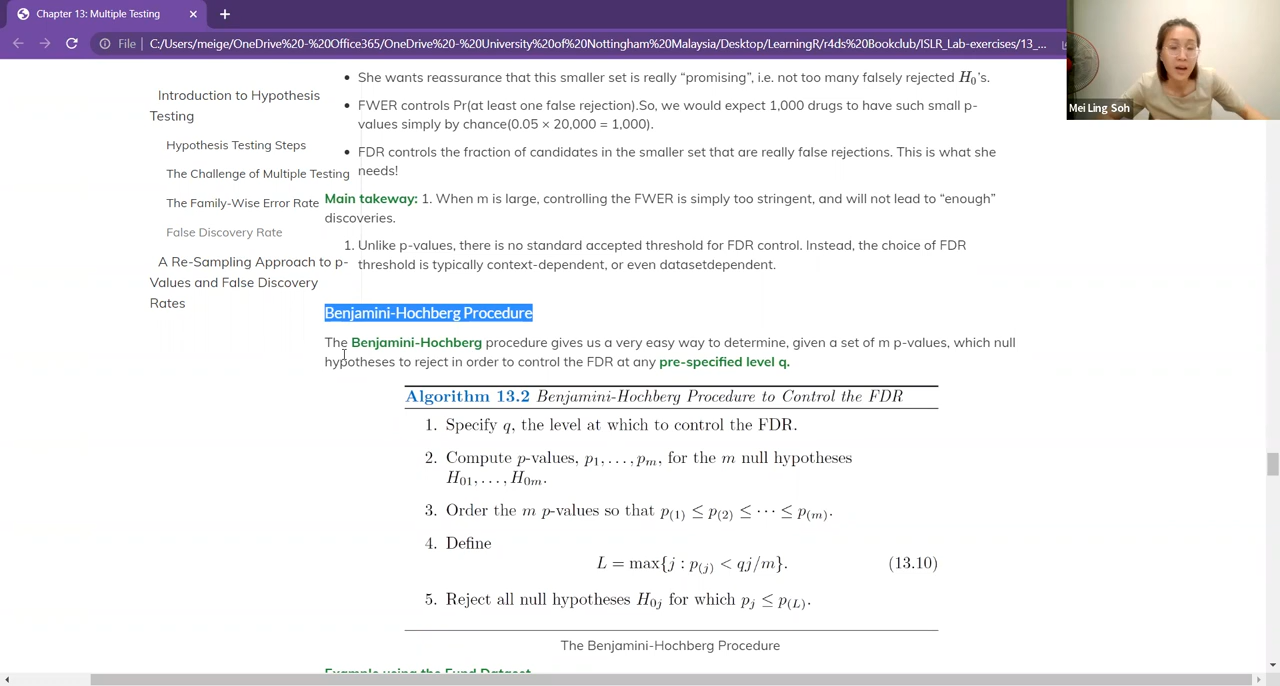 Chapter 13: Multiple Testing
File | C:/Users/meige/OneDrive%20-%20Office365/OneDrive%20-%20University%20of%20Nottingham%20Malaysia/Desktop/LearningR/r4ds%20Bookclub/ISLR_Lab-exercises/13_...
Mei Ling Soh
Introduction to Hypothesis
Testing
Hypothesis Testing Steps
The Challenge of Multiple Testing
The Family-Wise Error Rate
False Discovery Rate
A Re-Sampling Approach to p-
Values and False Discovery
Rates
• She wants reassurance that this smaller set is really “promising”, i.e. not too many falsely rejected H₀’s.
• FWER controls Pr(at least one false rejection).So, we would expect 1,000 drugs to have such small p-
values simply by chance(0.05 × 20,000 = 1,000).
• FDR controls the fraction of candidates in the smaller set that are really false rejections. This is what she
needs!
Main takeway: 1. When m is large, controlling the FWER is simply too stringent, and will not lead to “enough”
discoveries.
1. Unlike p-values, there is no standard accepted threshold for FDR control. Instead, the choice of FDR
threshold is typically context-dependent, or even datasetdependent.
Benjamini-Hochberg Procedure
The Benjamini-Hochberg procedure gives us a very easy way to determine, given a set of m p-values, which null
hypotheses to reject in order to control the FDR at any pre-specified level q.
Algorithm 13.2 Benjamini-Hochberg Procedure to Control the FDR
1. Specify q, the level at which to control the FDR.
2. Compute p-values, p₁, . . . , pₘ, for the m null hypotheses
H₀₁, . . . , H₀ₘ.
3. Order the m p-values so that p₍₁₎ ≤ p₍₂₎ ≤ · · · ≤ p₍ₘ₎.
4. Define
L = max{j : p₍ⱼ₎ < qj/m}. (13.10)
5. Reject all null hypotheses H₀ⱼ for which pⱼ ≤ p₍L₎.
The Benjamini-Hochberg Procedure
Example using the Fund Dataset